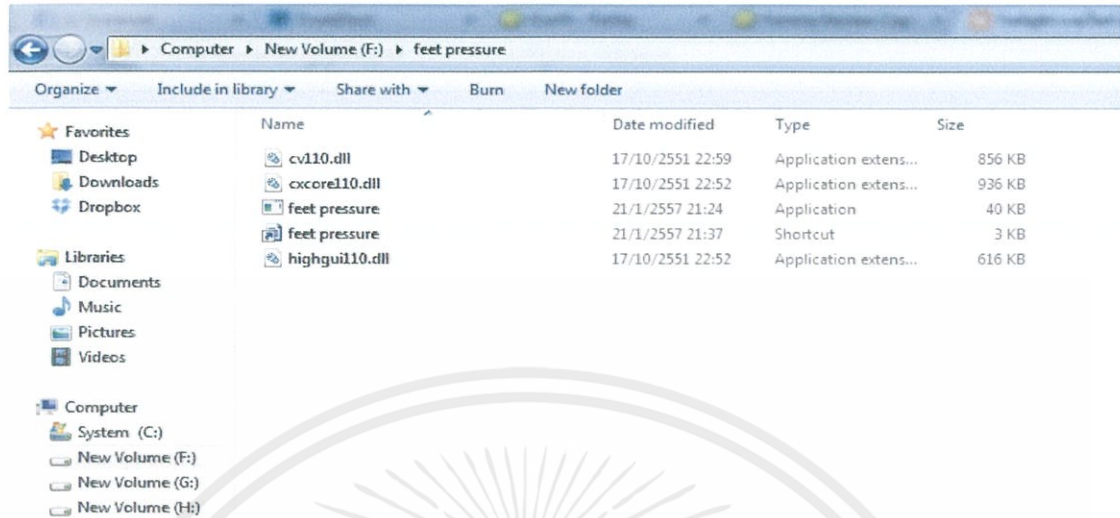 Computer ▸ New Volume (F:) ▸ feet pressure
Organize Include in library Share with Burn New folder
Name Date modified Type Size
Favorites
Desktop
Downloads
Dropbox
Libraries
Documents
Music
Pictures
Videos
Computer
System (C:)
New Volume (F:)
New Volume (G:)
New Volume (H:)
cv110.dll 17/10/2551 22:59 Application extens... 856 KB
cxcore110.dll 17/10/2551 22:52 Application extens... 936 KB
feet pressure 21/1/2557 21:24 Application 40 KB
feet pressure 21/1/2557 21:37 Shortcut 3 KB
highgui110.dll 17/10/2551 22:52 Application extens... 616 KB